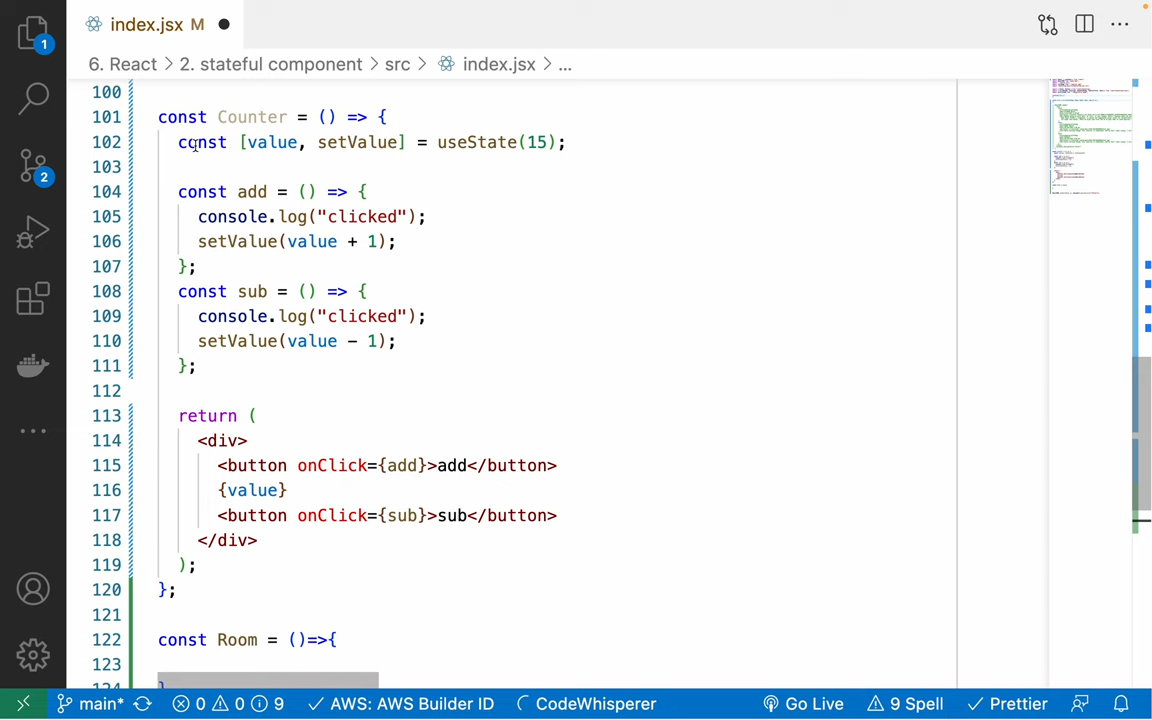 index.jsx M
6. React > 2. stateful component > src > index.jsx > ...
1
2
100
101 const Counter = () => {
102 const [value, setValue] = useState(15);
103
104 const add = () => {
105 console.log("clicked");
106 setValue(value + 1);
107 };
108 const sub = () => {
109 console.log("clicked");
110 setValue(value - 1);
111 };
112
113 return (
114 <div>
115 <button onClick={add}>add</button>
116 {value}
117 <button onClick={sub}>sub</button>
118 </div>
119 );
120 };
121
122 const Room = ()=>{
123
124 }
main* 0 0 9 AWS: AWS Builder ID CodeWhisperer Go Live 9 Spell Prettier